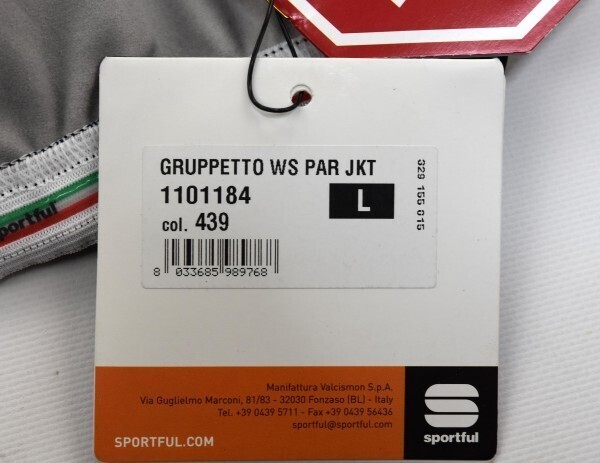 GRUPPETTO WS PAR JKT
1101184
L
col. 439
329 155 015
8 033685 989768
sportful
Manifattura Valcismon S.p.A.
Via Guglielmo Marconi, 81/83 - 32030 Fonzaso (BL) - Italy
Tel. +39 0439 5711 - Fax +39 0439 56436
sportful@sportful.com
SPORTFUL.COM
sportful